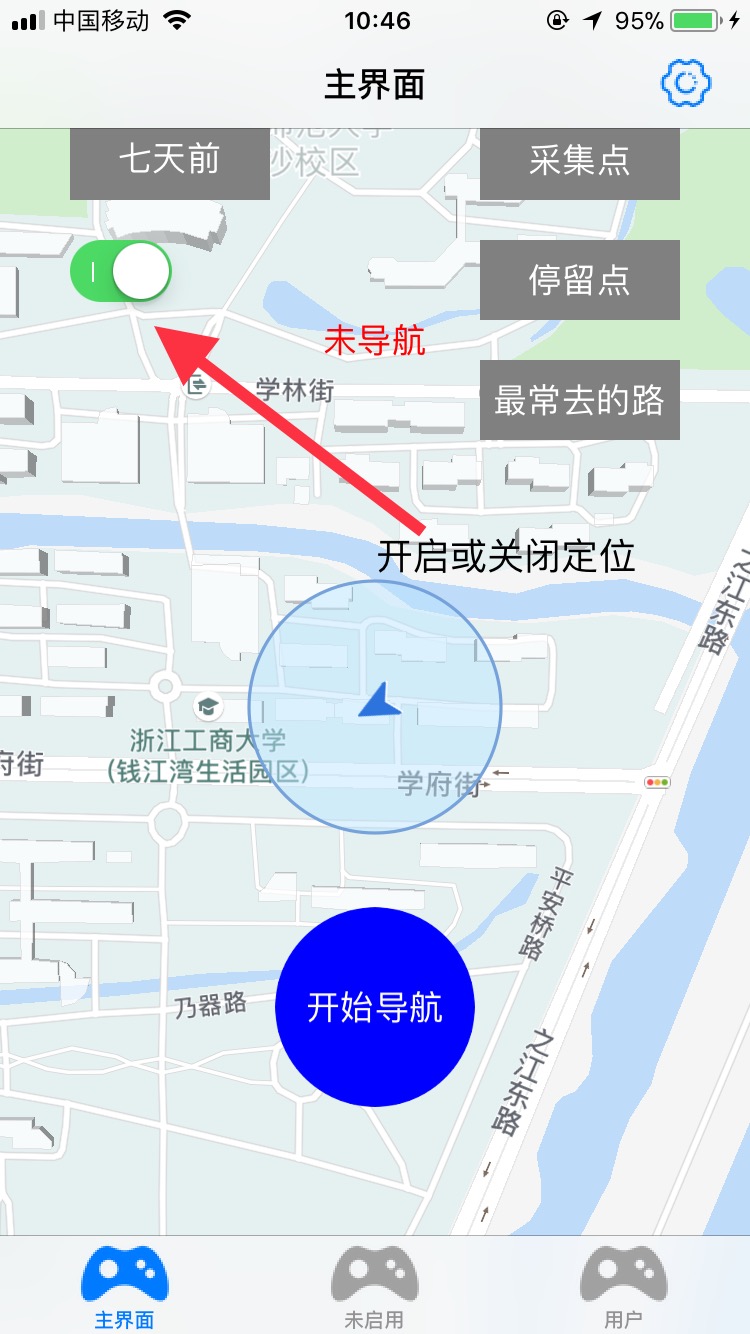 中国移动 10:46 95%
主界面
七天前
采集点
沙校区
停留点
未导航
学林街
最常去的路
开启或关闭定位
之江东路
浙江工商大学
(钱江湾生活园区)
府街
学府街
平安桥路
乃器路
开始导航
之江东路
主界面
未启用
用户